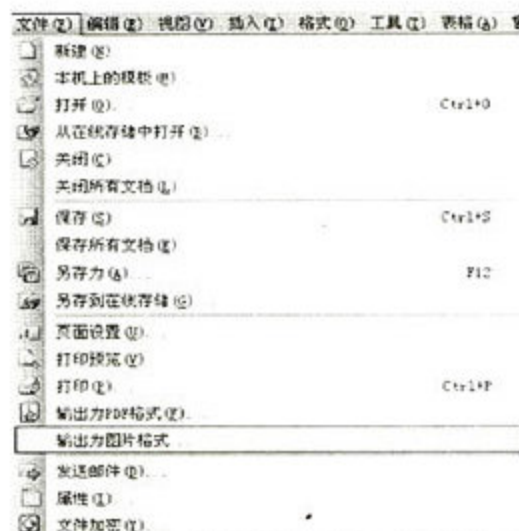 文件(F) 编辑(E) 视图(V) 插入(I) 格式(O) 工具(T) 表格(A)
新建(N)
本机上的模板(M)
打开(O)... Ctrl+O
从在线存储中打开(E)...
关闭(C)
关闭所有文档(L)
保存(S) Ctrl+S
保存所有文档(E)
另存为(A)... F12
另存到在线存储(G)...
页面设置(U)...
打印预览(V)
打印(P)... Ctrl+P
输出为PDF格式(F)...
输出为图片格式...
发送邮件(D)...
属性(I)
文件加密(T)